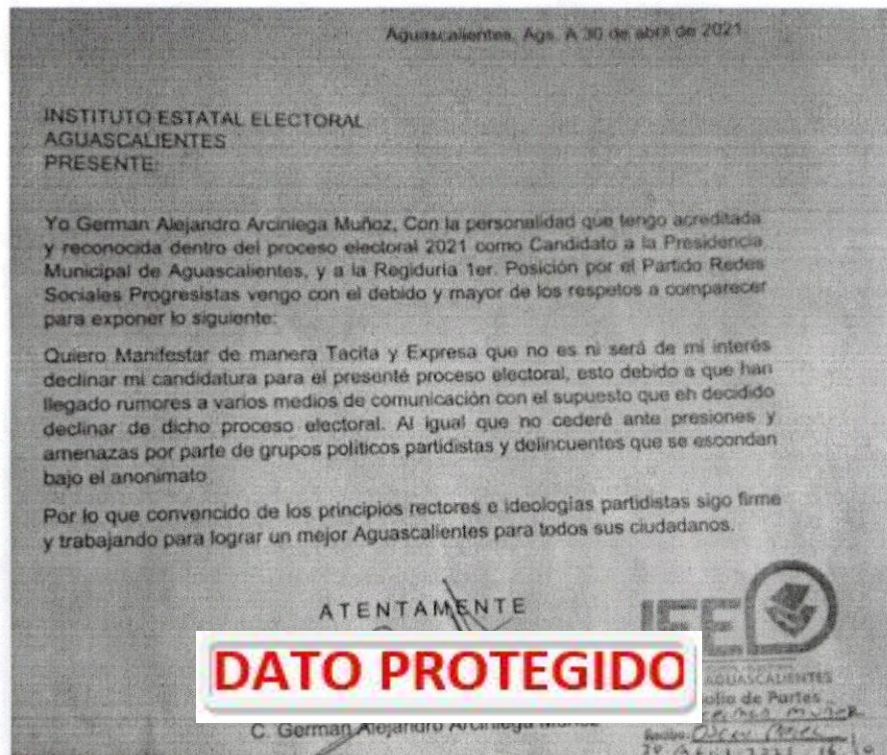 Aguascalientes, Ags. A 30 de abril de 2021
INSTITUTO ESTATAL ELECTORAL
AGUASCALIENTES
PRESENTE:
Yo German Alejandro Arciniega Muñoz, Con la personalidad que tengo acreditada
y reconocida dentro del proceso electoral 2021 como Candidato a la Presidencia
Municipal de Aguascalientes, y a la Regiduria 1er. Posición por el Partido Redes
Sociales Progresistas vengo con el debido y mayor de los respetos a comparecer
para exponer lo siguiente:
Quiero Manifestar de manera Tacita y Expresa que no es ni será de mi interés
declinar mi candidatura para el presenté proceso electoral, esto debido a que han
llegado rumores a varios medios de comunicación con el supuesto que eh decidido
declinar de dicho proceso electoral. Al igual que no cederé ante presiones y
amenazas por parte de grupos políticos partidistas y delincuentes que se escondan
bajo el anonimato
Por lo que convencido de los principios rectores e ideologías partidistas sigo firme
y trabajando para lograr un mejor Aguascalientes para todos sus ciudadanos.
ATENTAMENTE
IEE
DATO PROTEGIDO
AGUASCALIENTES
de Partes
C. German Alejandro Arciniega Muñoz